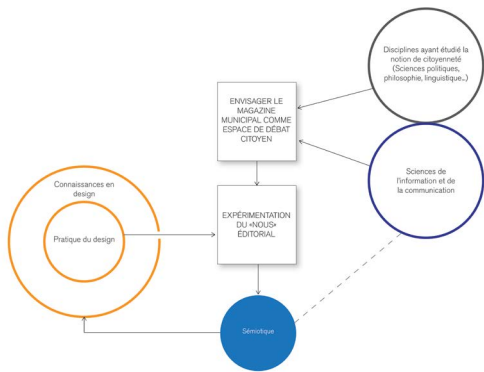 Disciplines ayant étudié la
notion de citoyenneté
(Sciences politiques,
philosophie, linguistique...)
ENVISAGER LE
MAGAZINE
MUNICIPAL COMME
ESPACE DE DÉBAT
CITOYEN
Sciences de
l'information et de
la communication
Connaissances en
design
Pratique du design
EXPÉRIMENTATION
DU «NOUS»
ÉDITORIAL
Sémiotique